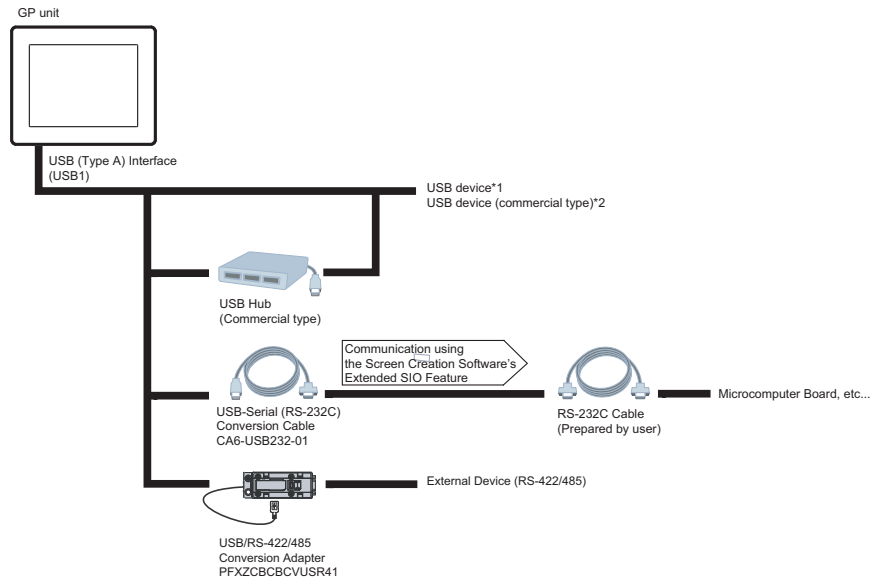 GP unit
USB (Type A) Interface
(USB1)
USB device*1
USB device (commercial type)*2
USB Hub
(Commercial type)
Communication using
the Screen Creation Software's
Extended SIO Feature
USB-Serial (RS-232C)
Conversion Cable
CA6-USB232-01
RS-232C Cable
(Prepared by user)
Microcomputer Board, etc...
External Device (RS-422/485)
USB/RS-422/485
Conversion Adapter
PFXZCBCBCVUSR41